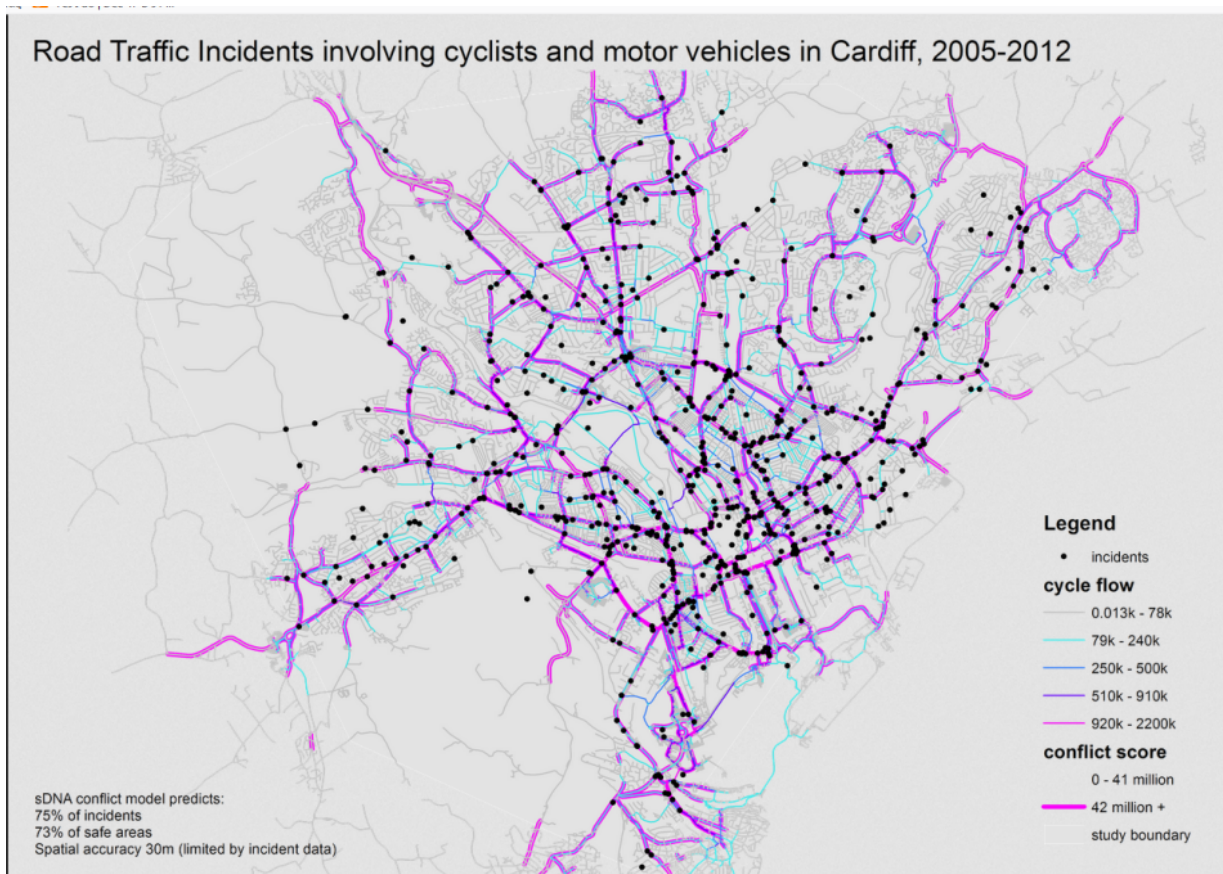 Road Traffic Incidents involving cyclists and motor vehicles in Cardiff, 2005-2012
Legend
incidents
cycle flow
0.013k - 78k
79k - 240k
250k - 500k
510k - 910k
920k - 2200k
conflict score
0 - 41 million
42 million +
study boundary
sDNA conflict model predicts:
75% of incidents
73% of safe areas
Spatial accuracy 30m (limited by incident data)